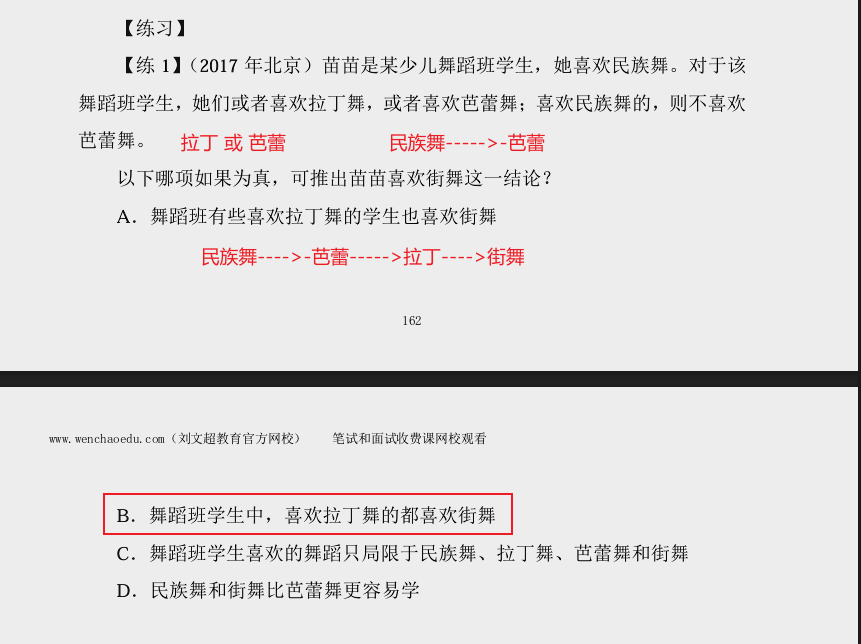 【练习】
【练 1】（2017 年北京）苗苗是某少儿舞蹈班学生，她喜欢民族舞。对于该
舞蹈班学生，她们或者喜欢拉丁舞，或者喜欢芭蕾舞；喜欢民族舞的，则不喜欢
芭蕾舞。 拉丁 或 芭蕾 民族舞----->-芭蕾
以下哪项如果为真，可推出苗苗喜欢街舞这一结论？
A．舞蹈班有些喜欢拉丁舞的学生也喜欢街舞
民族舞---->-芭蕾----->拉丁---->街舞
162
www.wenchaoedu.com（刘文超教育官方网校） 笔试和面试收费课网校观看
B．舞蹈班学生中，喜欢拉丁舞的都喜欢街舞
C．舞蹈班学生喜欢的舞蹈只局限于民族舞、拉丁舞、芭蕾舞和街舞
D．民族舞和街舞比芭蕾舞更容易学